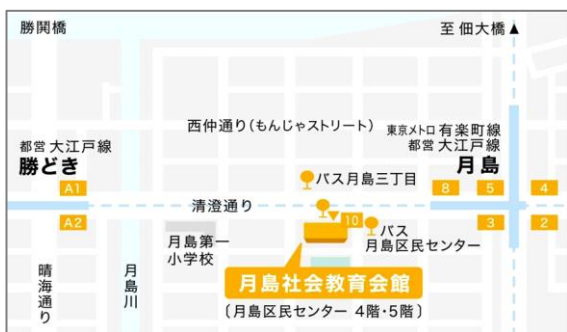 勝鬨橋
至 佃大橋▲
西仲通り(もんじゃストリート)
東京メトロ 有楽町線
都営 大江戸線
月島
都営 大江戸線
勝どき
A1
A2
バス月島三丁目
8
5
4
3
2
清澄通り
10
バス
月島区民センター
月島第一
小学校
晴海通り
月島川
月島社会教育会館
〔月島区民センター 4階・5階〕